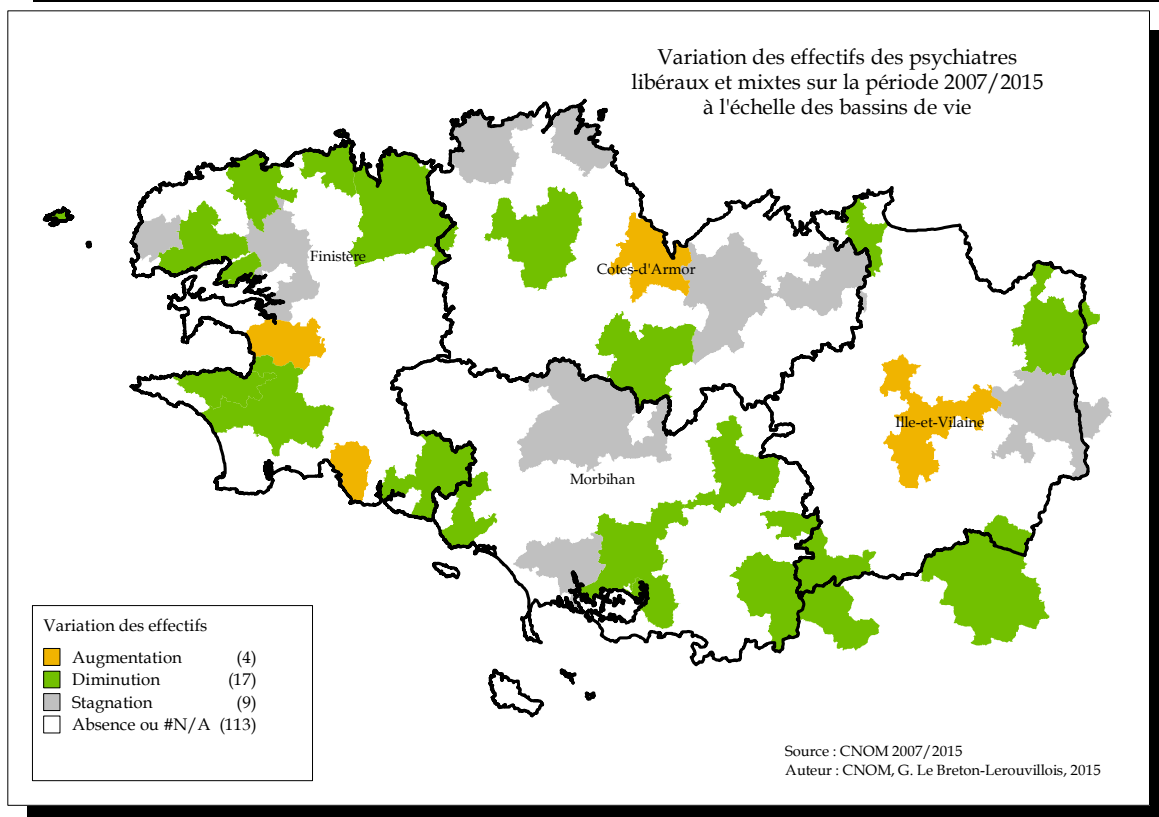 Variation des effectifs des psychiatres
libéraux et mixtes sur la période 2007/2015
à l'échelle des bassins de vie
Finistère
Cotes-d'Armor
Ille-et-Vilaine
Morbihan
Variation des effectifs
Augmentation (4)
Diminution (17)
Stagnation (9)
Absence ou #N/A (113)
Source : CNOM 2007/2015
Auteur : CNOM, G. Le Breton-Lerouvillois, 2015